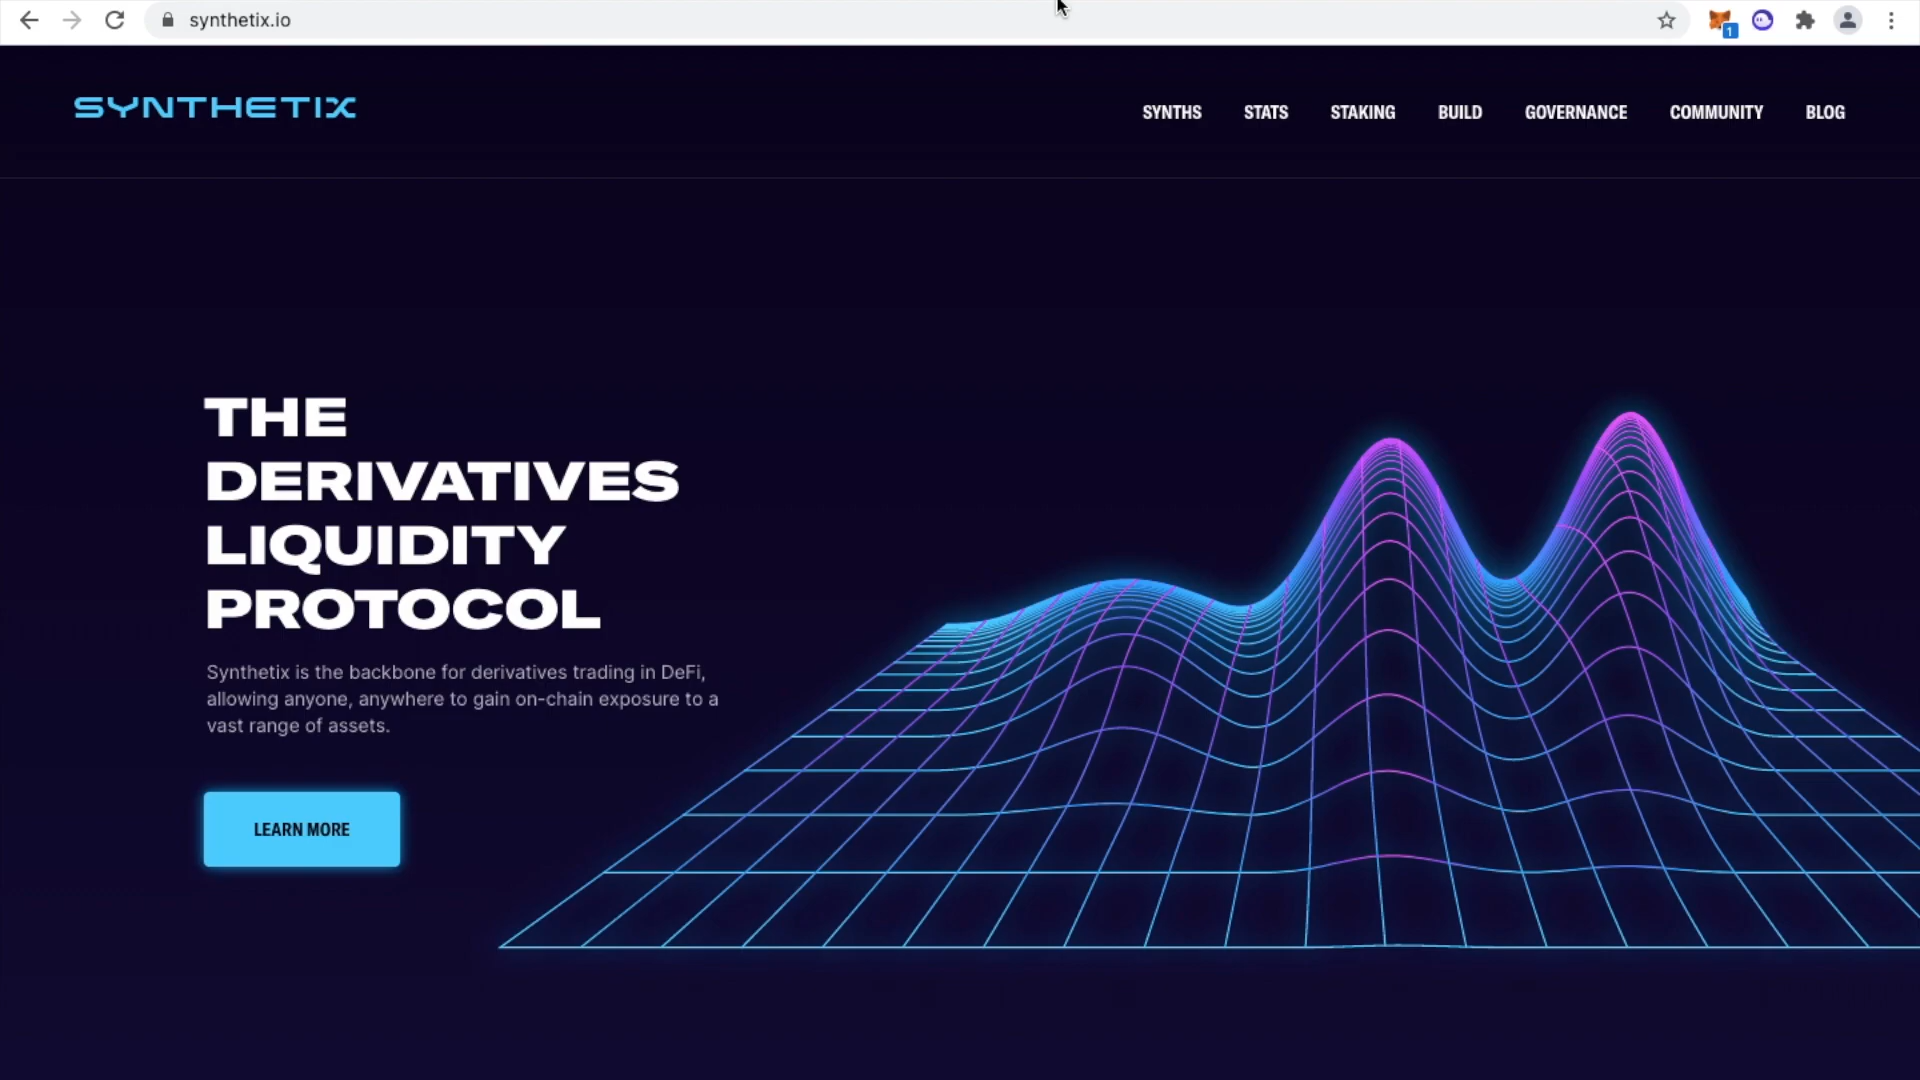 synthetix.io
1
SYNTHETIX
SYNTHS STATS STAKING BUILD GOVERNANCE COMMUNITY BLOG
THE
DERIVATIVES
LIQUIDITY
PROTOCOL
Synthetix is the backbone for derivatives trading in DeFi,
allowing anyone, anywhere to gain on-chain exposure to a
vast range of assets.
LEARN MORE